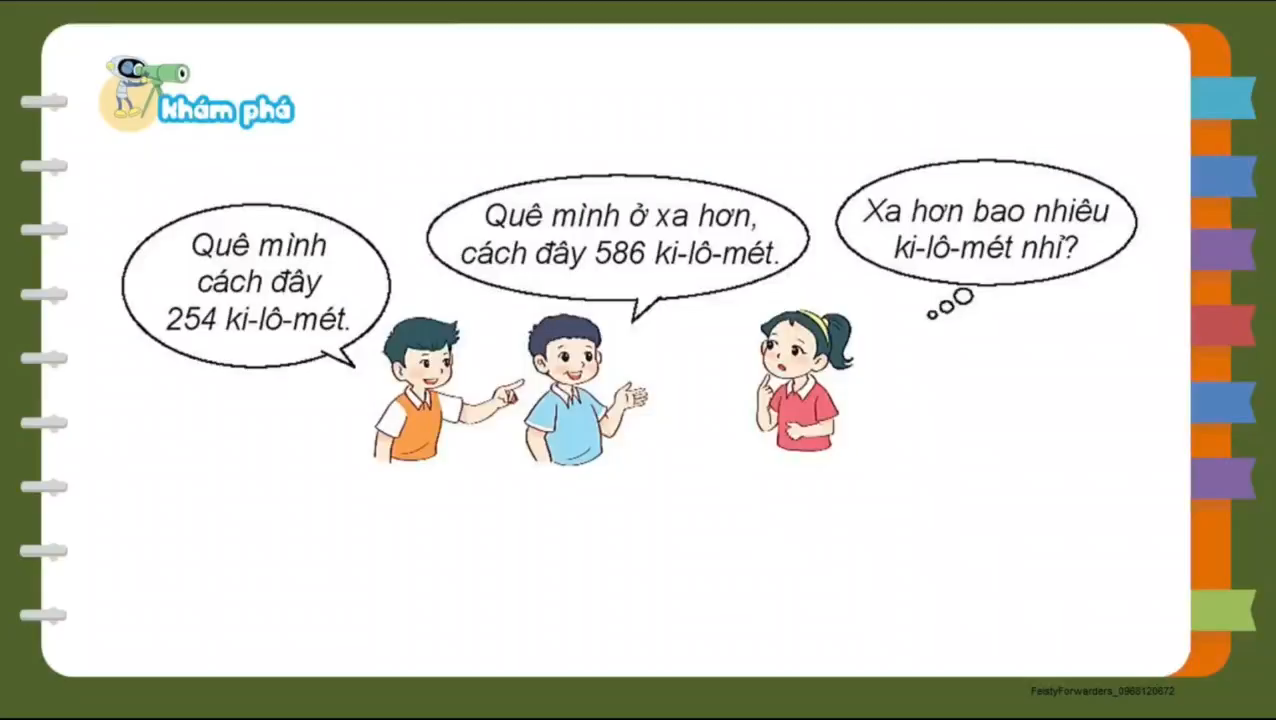 Khám phá
Quê mình
cách đây
254 ki-lô-mét.
Quê mình ở xa hơn,
cách đây 586 ki-lô-mét.
Xa hơn bao nhiêu
ki-lô-mét nhỉ?
FeistyForwarders_0968120672